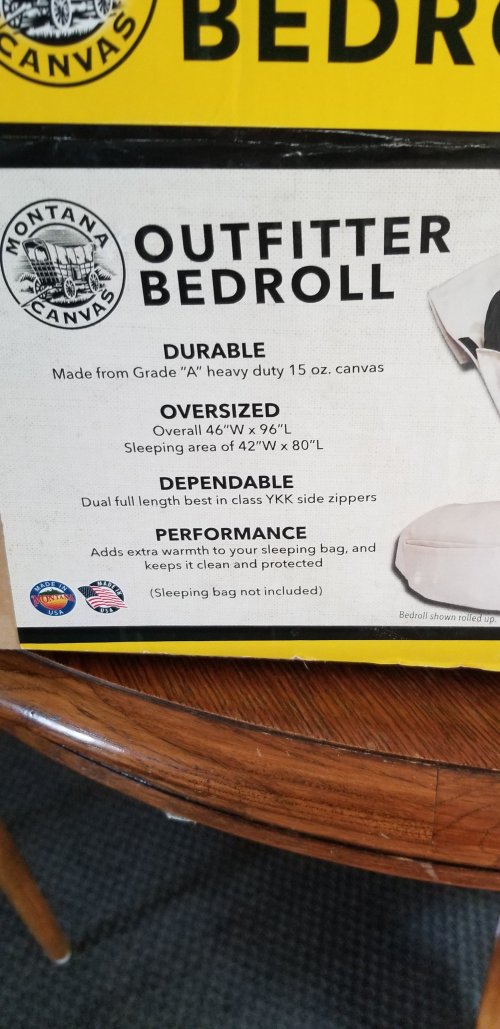 CANVAS
BEDR
MONTANA
CANVAS
OUTFITTER
BEDROLL
DURABLE
Made from Grade "A" heavy duty 15 oz. canvas
OVERSIZED
Overall 46"W x 96"L
Sleeping area of 42"W x 80"L
DEPENDABLE
Dual full length best in class YKK side zippers
PERFORMANCE
Adds extra warmth to your sleeping bag, and
keeps it clean and protected
MADE IN
MONTANA
USA
MADE IN
USA
(Sleeping bag not included)
Bedroll shown rolled up.